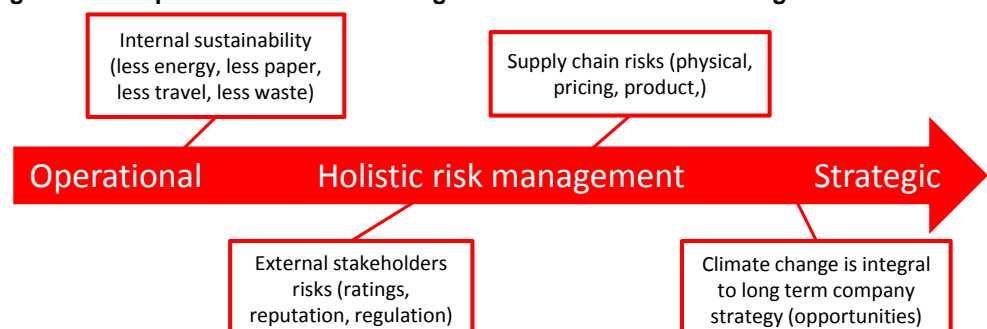 Internal sustainability
(less energy, less paper,
less travel, less waste)
Supply chain risks (physical,
pricing, product,)
Operational
Holistic risk management
Strategic
External stakeholders
risks (ratings,
reputation, regulation)
Climate change is integral
to long term company
strategy (opportunities)